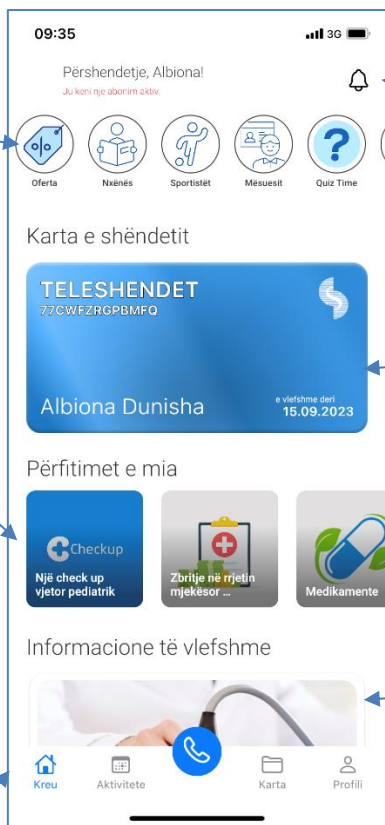 09:35
3G
Përshendetje, Albiona!
Ju keni nje abonim aktiv.
Oferta
Nxënës
Sportistët
Mësuesit
Quiz Time
Karta e shëndetit
TELESHENDET
77CWFZRGPBMFQ
Albiona Dunisha
e vlefshme deri
15.09.2023
Përfitimet e mia
Checkup
Një check up
vjetor pediatrik
Zbritje në rrjetin
mjekësor ...
Medikamente
Informacione të vlefshme
Kreu
Aktivitete
Karta
Profili